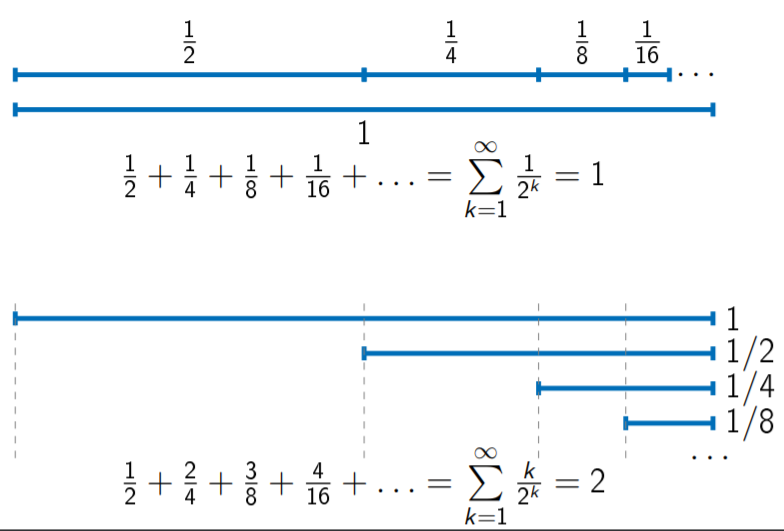 1/2 1/4 1/8 1/16 ...
1
1/2 + 1/4 + 1/8 + 1/16 + ... = ∑_{k=1}^{∞} 1/2^k = 1
1
1/2
1/4
1/8
...
1/2 + 2/4 + 3/8 + 4/16 + ... = ∑_{k=1}^{∞} k/2^k = 2